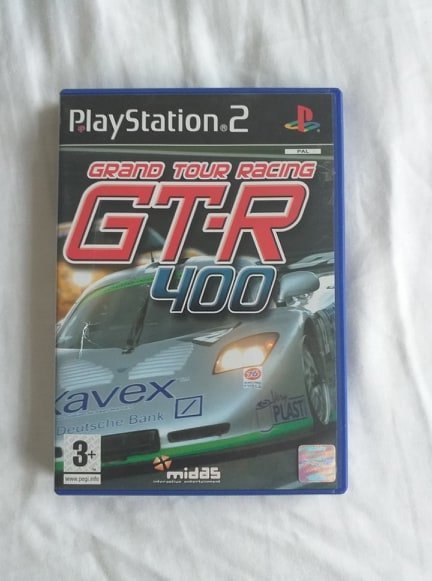 PlayStation®2
PAL
GRAND TOUR RACING
GT-R
400
xavex
Deutsche Bank
PLAST
3+
www.pegi.info
midas
interactive entertainment